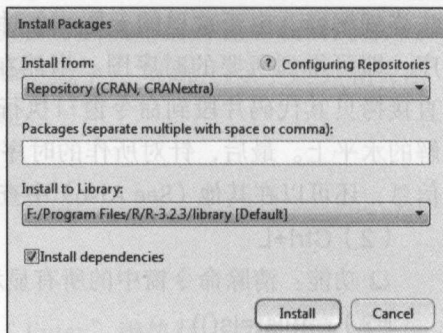 Install Packages
Install from:
Configuring Repositories
Repository (CRAN, CRANextra)
Packages (separate multiple with space or comma):
Install to Library:
F:/Program Files/R/R-3.2.3/library [Default]
Install dependencies
Install
Cancel